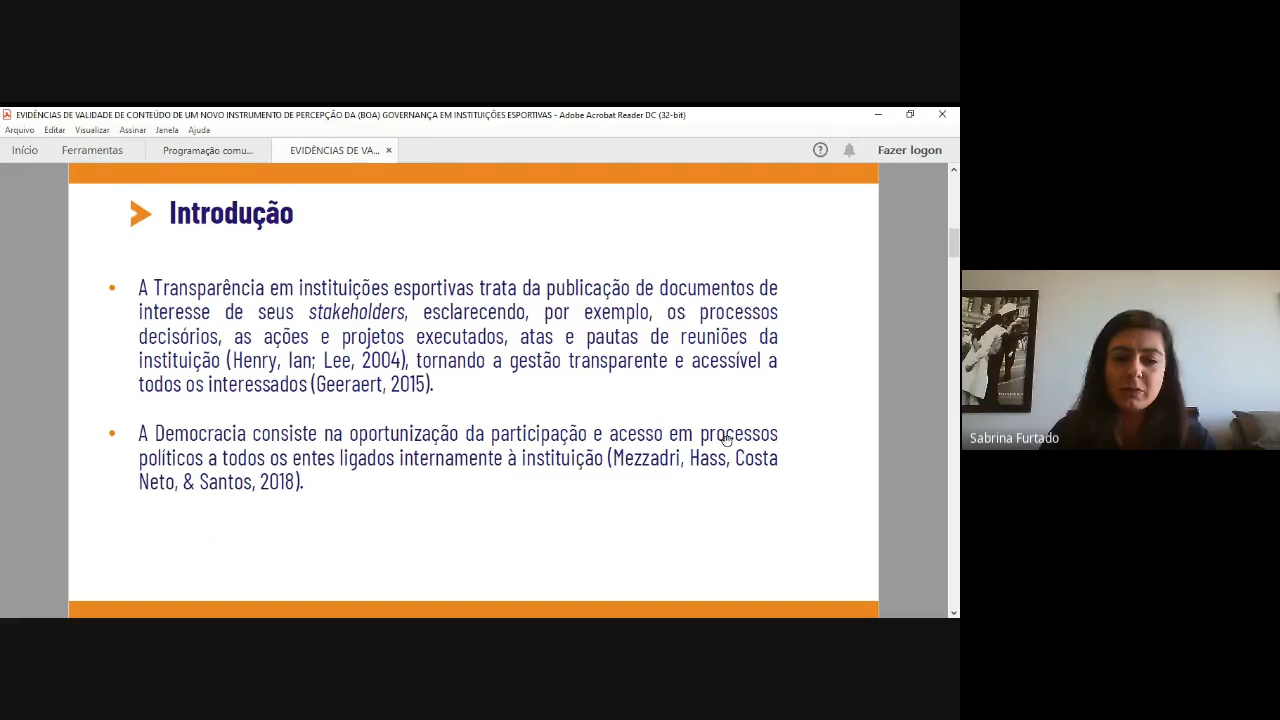 EVIDÊNCIAS DE VALIDADE DE CONTEÚDO DE UM NOVO INSTRUMENTO DE PERCEPÇÃO DA (BOA) GOVERNANÇA EM INSTITUIÇÕES ESPORTIVAS - Adobe Acrobat Reader DC (32-bit)
Arquivo Editar Visualizar Assinar Janela Ajuda
Início Ferramentas Programação comu... EVIDÊNCIAS DE VA... × Fazer logon
Introdução
• A Transparência em instituições esportivas trata da publicação de documentos de
interesse de seus stakeholders, esclarecendo, por exemplo, os processos
decisórios, as ações e projetos executados, atas e pautas de reuniões da
instituição (Henry, Ian; Lee, 2004), tornando a gestão transparente e acessível a
todos os interessados (Geeraert, 2015).
• A Democracia consiste na oportunização da participação e acesso em processos
políticos a todos os entes ligados internamente à instituição (Mezzadri, Hass, Costa
Neto, & Santos, 2018).
Sabrina Furtado